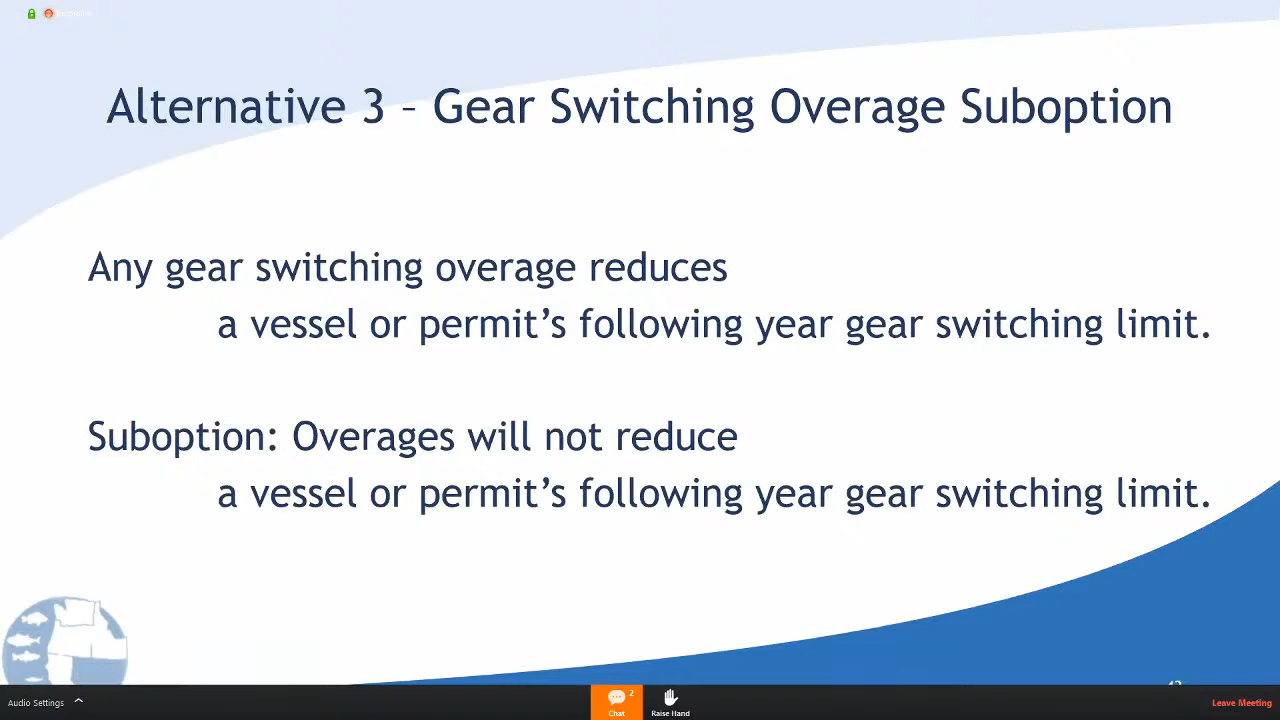 Alternative 3 – Gear Switching Overage Suboption
Any gear switching overage reduces
a vessel or permit’s following year gear switching limit.
Suboption: Overages will not reduce
a vessel or permit’s following year gear switching limit.
Audio Settings
2
Chat
Raise Hand
Leave Meeting